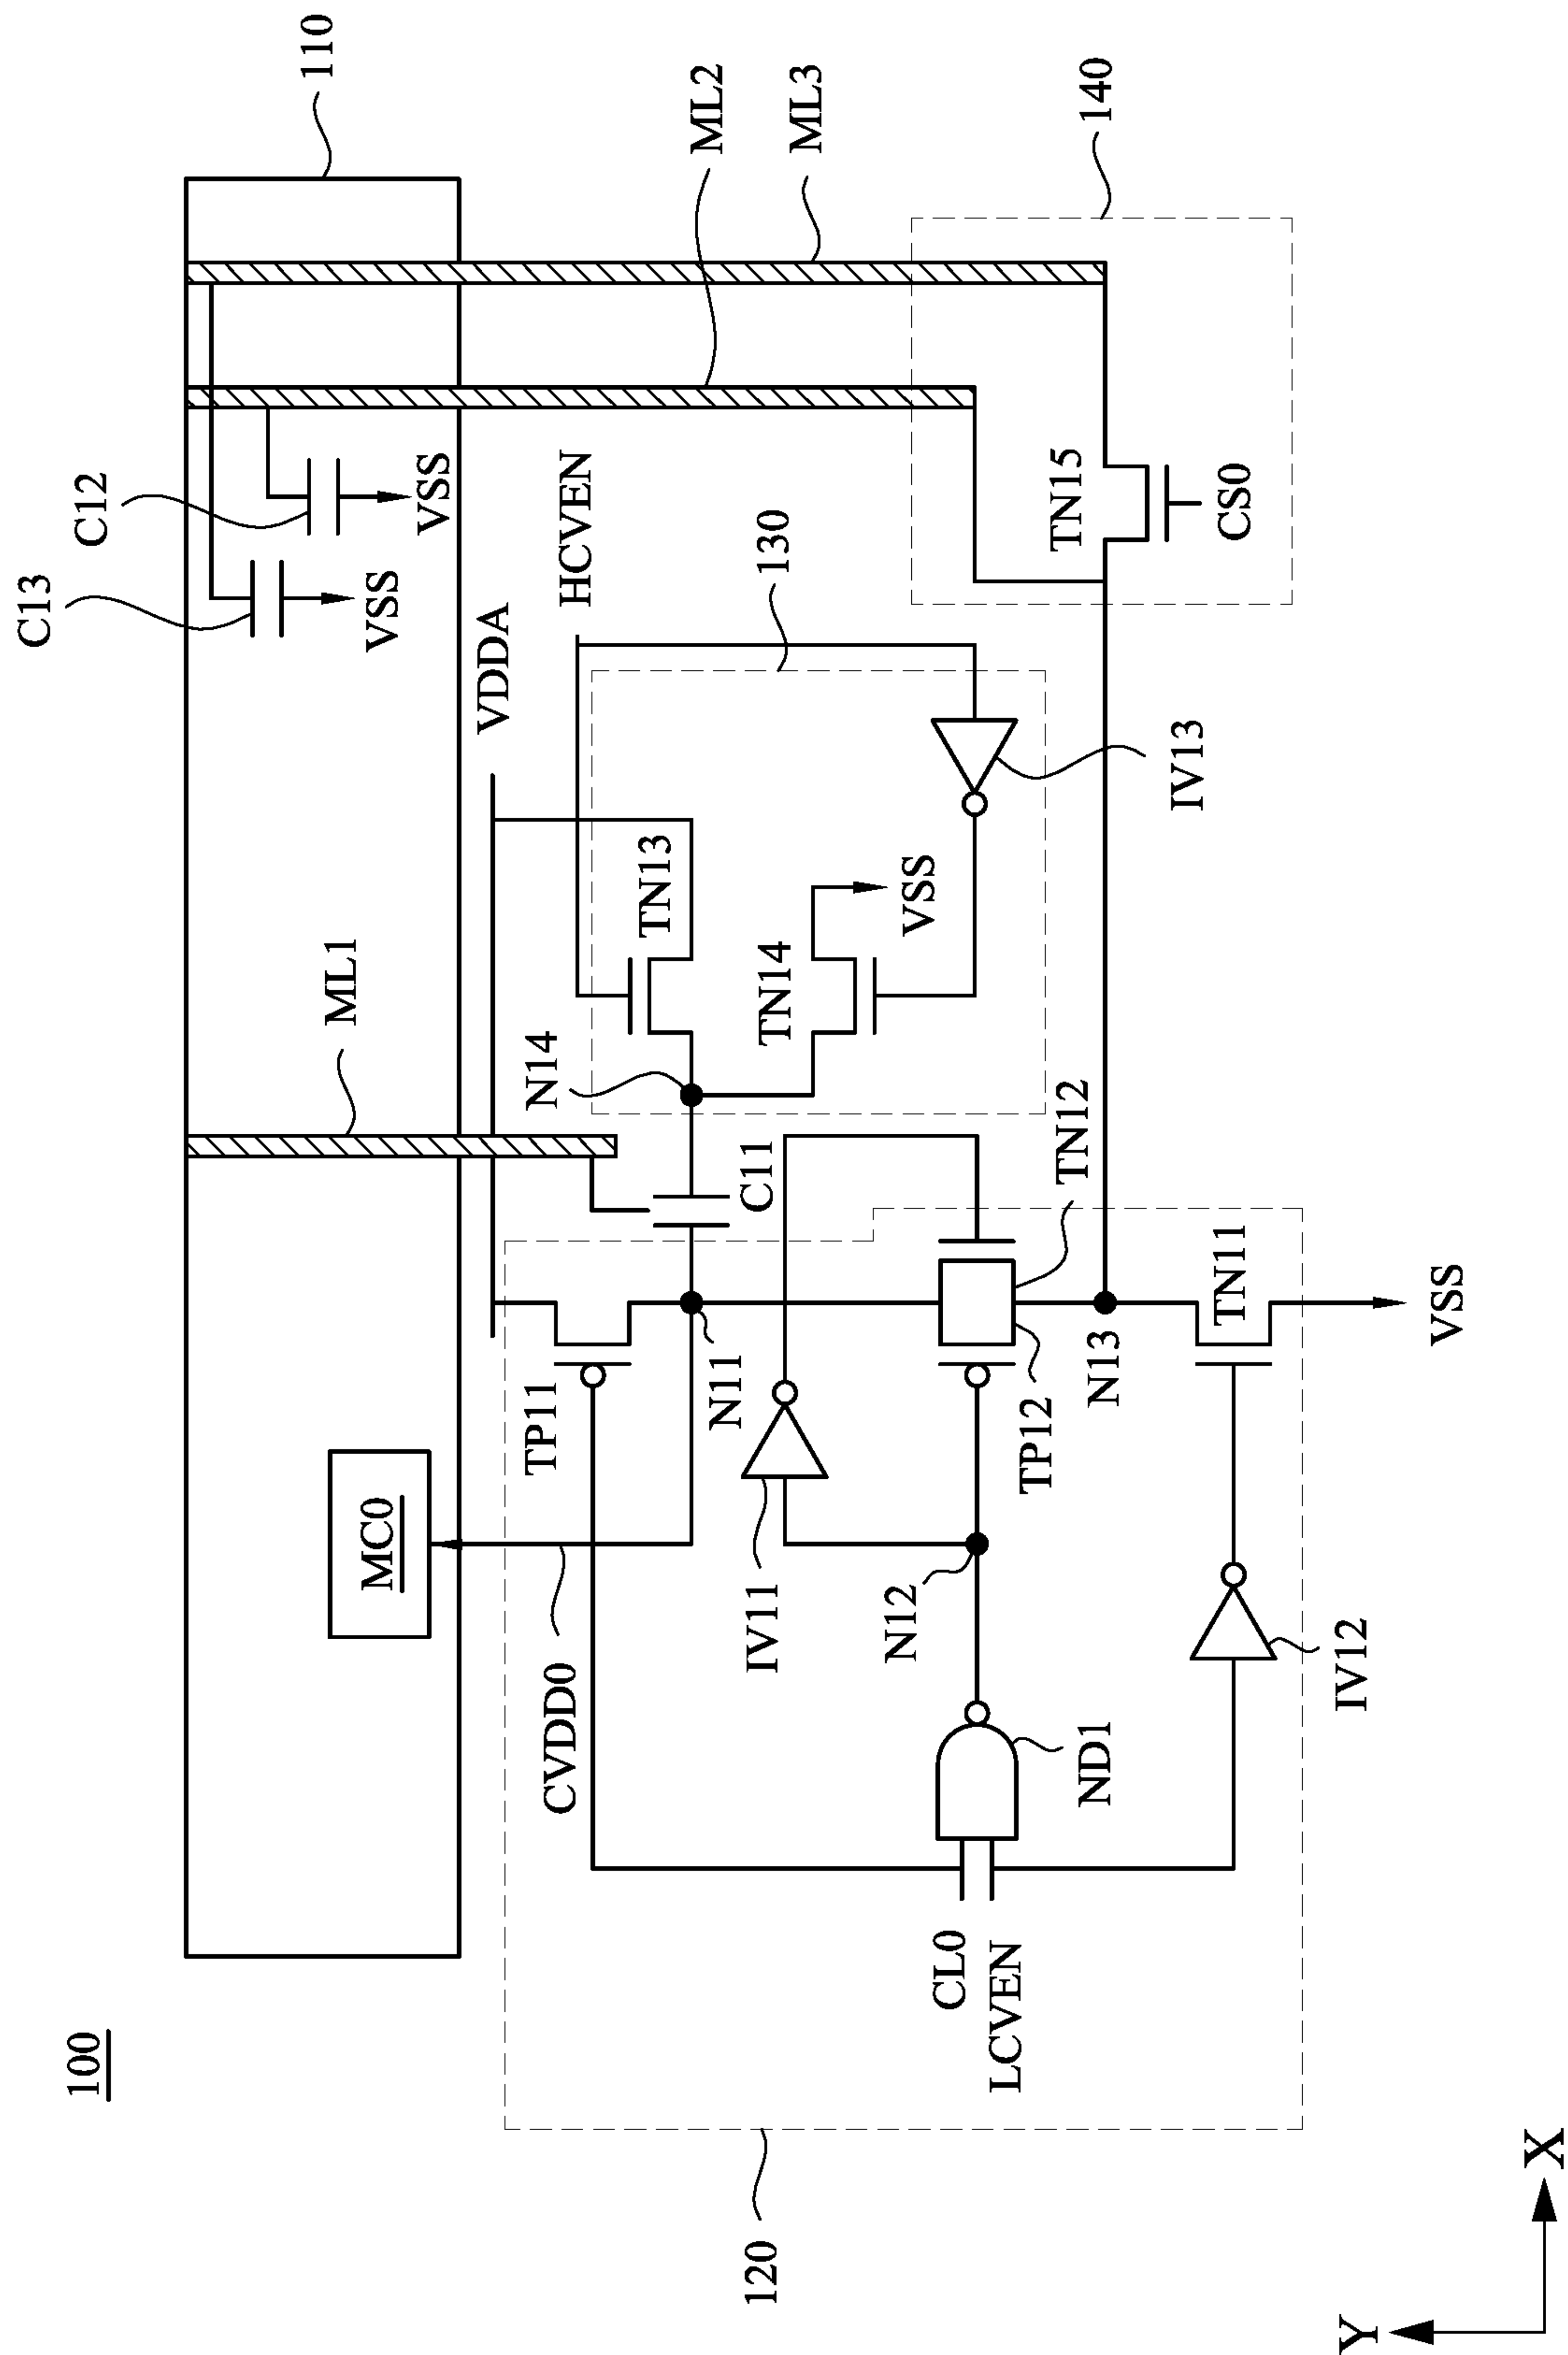 100
110
C13
C12
VSS
VSS
ML1
ML2
ML3
MC0
VDDA
HCVEN
CVDD0
TP11
N11
N14
TN13
C11
130
TN14
VSS
IV11
N12
TP12
TN12
IV13
140
TN15
CS0
CL0
LCVEN
ND1
N13
TN11
IV12
VSS
120
Y
X